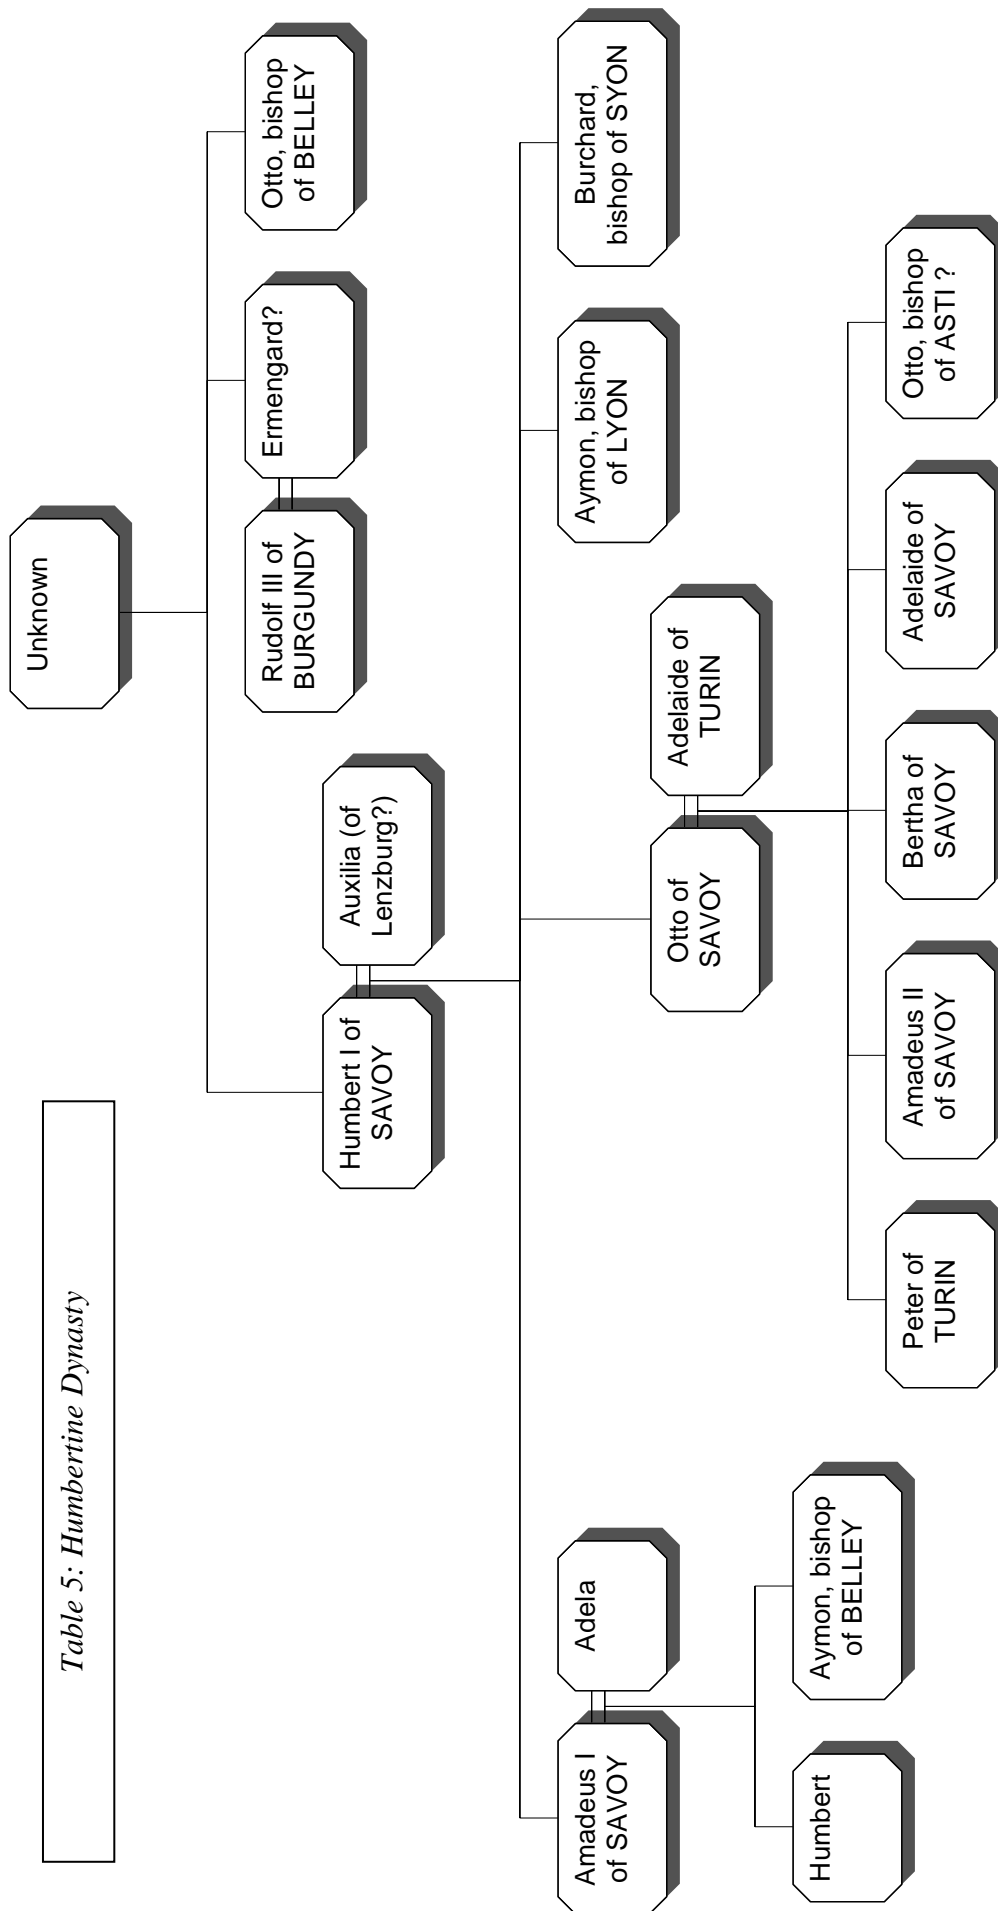 Table 5: Humbertine Dynasty
Unknown
Humbert I of
SAVOY
Auxilia (of
Lenzburg?)
Rudolf III of
BURGUNDY
Ermengard?
Otto, bishop
of BELLEY
Amadeus I
of SAVOY
Adela
Otto of
SAVOY
Adelaide of
TURIN
Aymon, bishop
of LYON
Burchard,
bishop of SYON
Humbert
Aymon, bishop
of BELLEY
Peter of
TURIN
Amadeus II
of SAVOY
Bertha of
SAVOY
Adelaide of
SAVOY
Otto, bishop
of ASTI ?